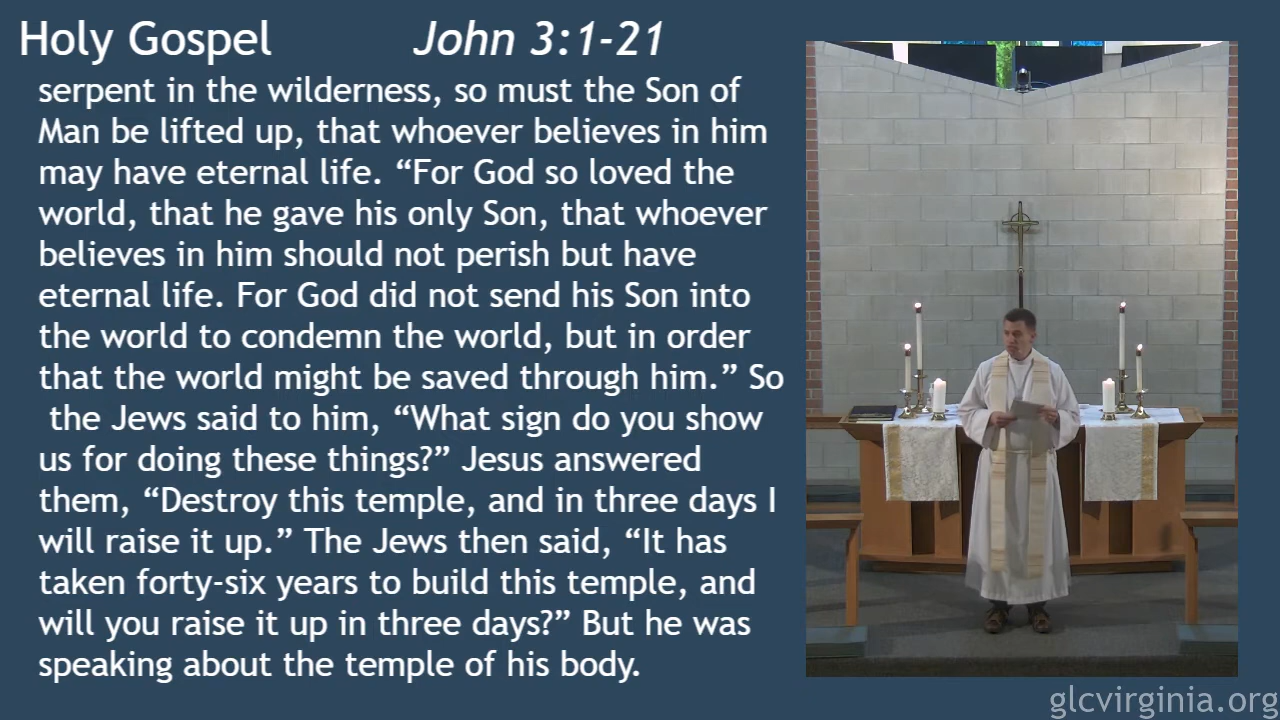 Holy Gospel John 3:1-21
serpent in the wilderness, so must the Son of
Man be lifted up, that whoever believes in him
may have eternal life. “For God so loved the
world, that he gave his only Son, that whoever
believes in him should not perish but have
eternal life. For God did not send his Son into
the world to condemn the world, but in order
that the world might be saved through him.” So
the Jews said to him, “What sign do you show
us for doing these things?” Jesus answered
them, “Destroy this temple, and in three days I
will raise it up.” The Jews then said, “It has
taken forty-six years to build this temple, and
will you raise it up in three days?” But he was
speaking about the temple of his body.
glcvirginia.org